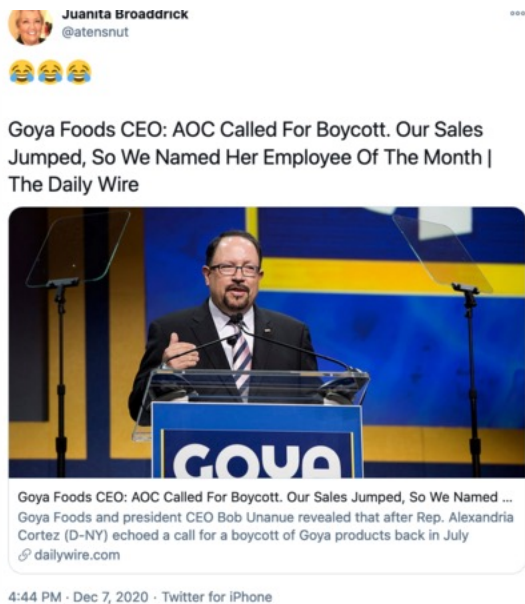 Juanita Broaddrick
@atensnut
Goya Foods CEO: AOC Called For Boycott. Our Sales
Jumped, So We Named Her Employee Of The Month |
The Daily Wire
GOYA
Goya Foods CEO: AOC Called For Boycott. Our Sales Jumped, So We Named ...
Goya Foods and president CEO Bob Unanue revealed that after Rep. Alexandria
Cortez (D-NY) echoed a call for a boycott of Goya products back in July
dailywire.com
4:44 PM · Dec 7, 2020 · Twitter for iPhone